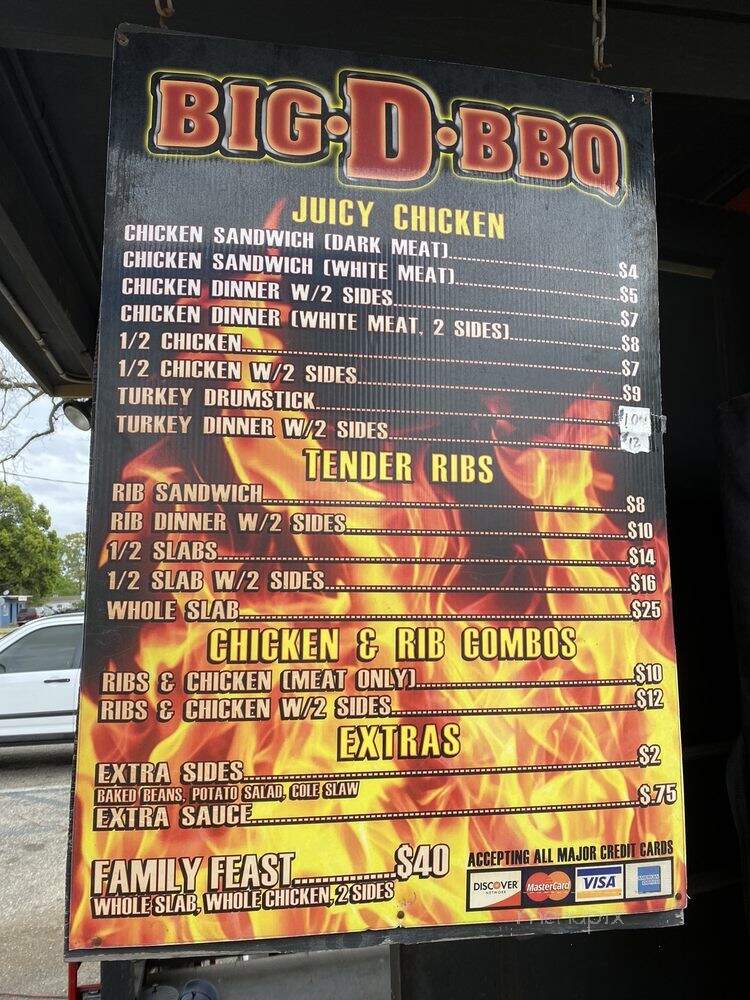 BIG·D·BBQ
JUICY CHICKEN
CHICKEN SANDWICH (DARK MEAT)........$4
CHICKEN SANDWICH (WHITE MEAT)........$5
CHICKEN DINNER W/2 SIDES........$7
CHICKEN DINNER (WHITE MEAT, 2 SIDES)........$8
1/2 CHICKEN........$7
1/2 CHICKEN W/2 SIDES........$9
TURKEY DRUMSTICK........
TURKEY DINNER W/2 SIDES........12
TENDER RIBS
RIB SANDWICH........$8
RIB DINNER W/2 SIDES........$10
1/2 SLABS........$14
1/2 SLAB W/2 SIDES........$16
WHOLE SLAB........$25
CHICKEN & RIB COMBOS
RIBS & CHICKEN (MEAT ONLY)........$10
RIBS & CHICKEN W/2 SIDES........$12
EXTRAS
EXTRA SIDES........$2
BAKED BEANS, POTATO SALAD, COLE SLAW
EXTRA SAUCE........$.75
FAMILY FEAST........$40
WHOLE SLAB, WHOLE CHICKEN, 2 SIDES
ACCEPTING ALL MAJOR CREDIT CARDS
DISCOVER NETWORK MasterCard VISA AMERICAN EXPRESS